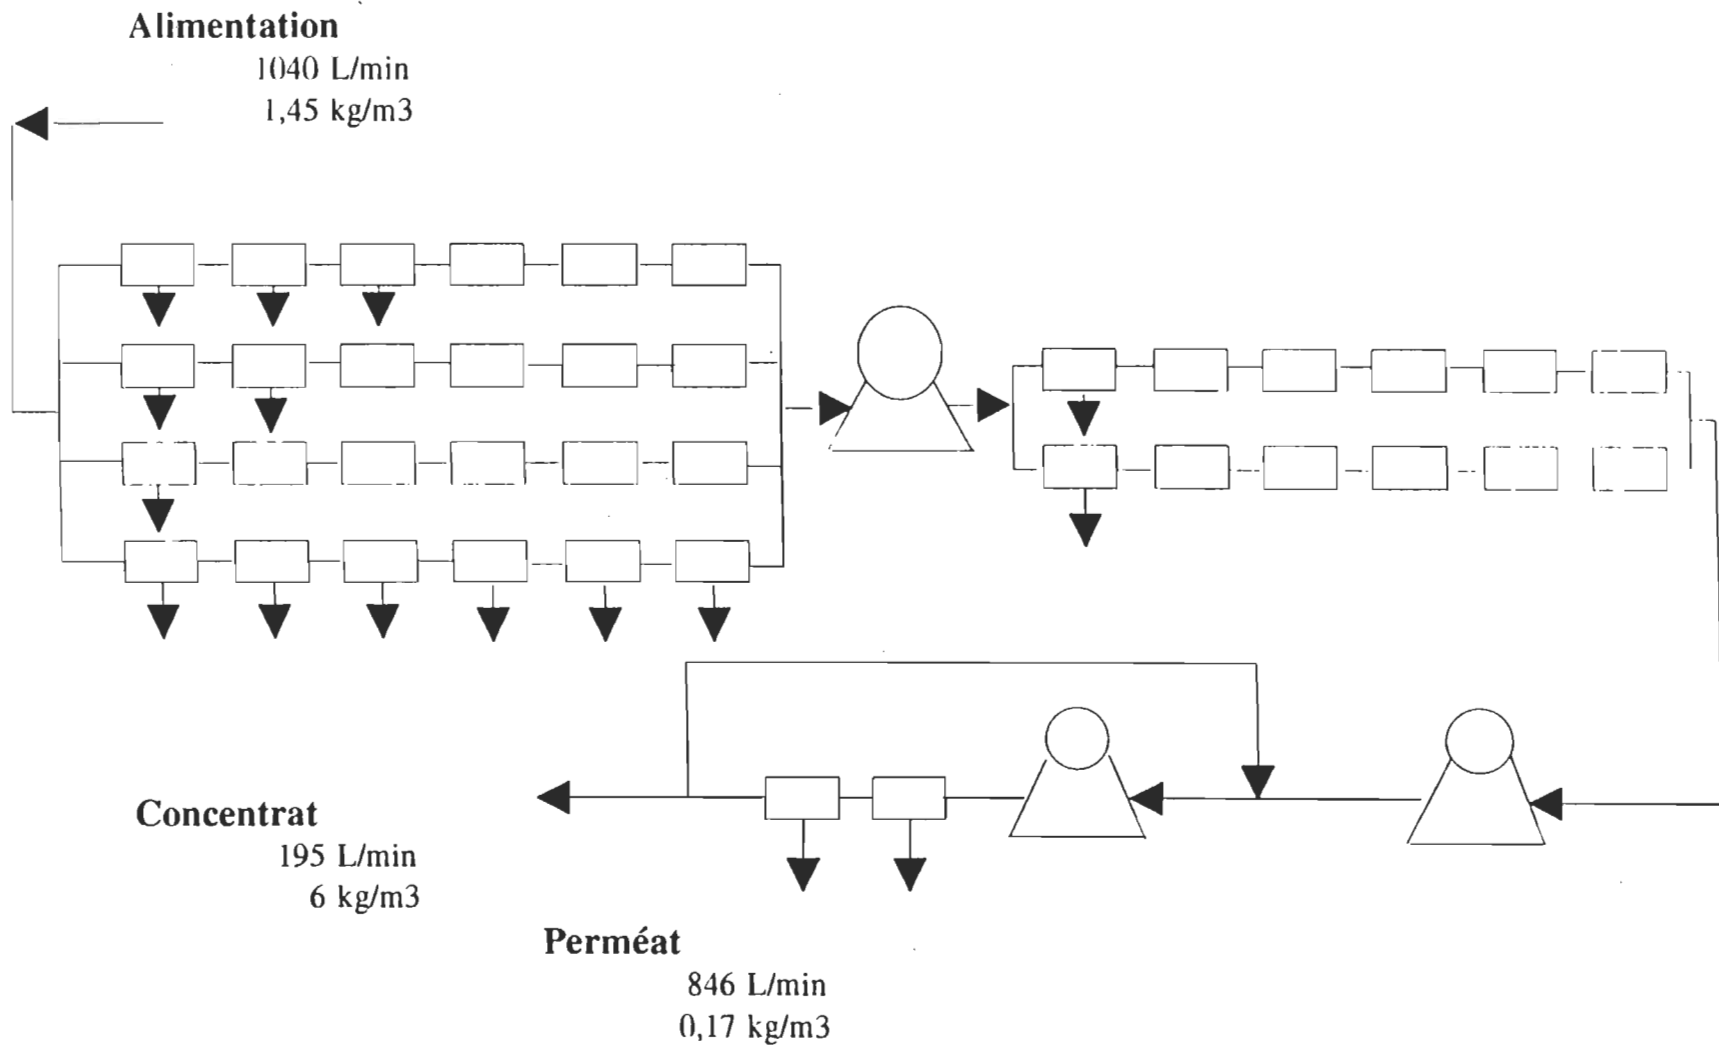 Alimentation
1040 L/min
1,45 kg/m3
Concentrat
195 L/min
6 kg/m3
Perméat
846 L/min
0,17 kg/m3